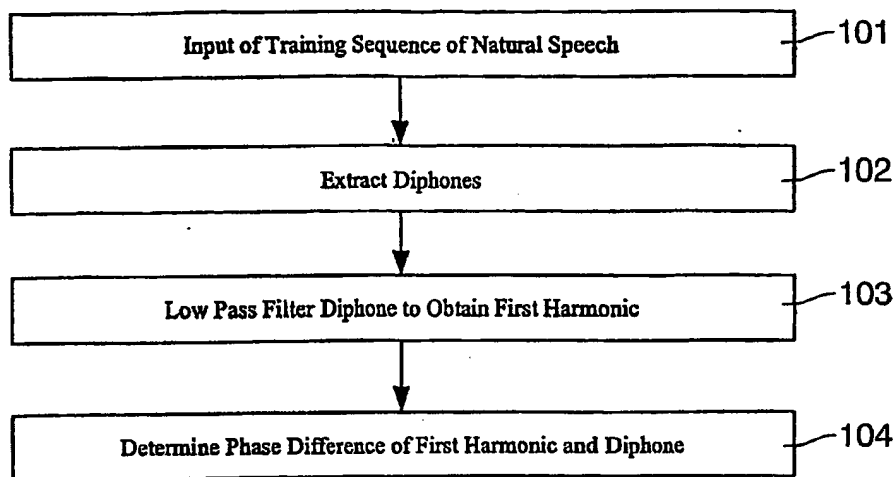 Input of Training Sequence of Natural Speech
101
Extract Diphones
102
Low Pass Filter Diphone to Obtain First Harmonic
103
Determine Phase Difference of First Harmonic and Diphone
104